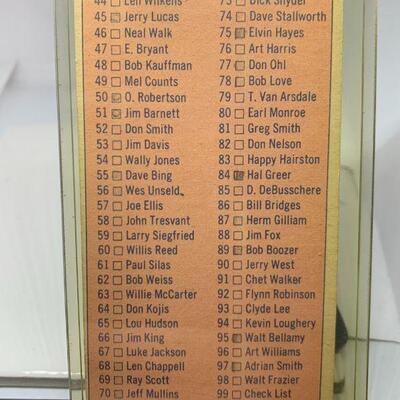 44 Len Wilkens
45 Jerry Lucas
46 Neal Walk
47 E. Bryant
48 Bob Kauffman
49 Mel Counts
50 O. Robertson
51 Jim Barnett
52 Don Smith
53 Jim Davis
54 Wally Jones
55 Dave Bing
56 Wes Unseld
57 Joe Ellis
58 John Tresvant
59 Larry Siegfried
60 Willis Reed
61 Paul Silas
62 Bob Weiss
63 Willie McCarter
64 Don Kojis
65 Lou Hudson
66 Jim King
67 Luke Jackson
68 Len Chappell
69 Ray Scott
70 Jeff Mullins
73 Dick Snyder
74 Dave Stallworth
75 Elvin Hayes
76 Art Harris
77 Don Ohl
78 Bob Love
79 T. Van Arsdale
80 Earl Monroe
81 Greg Smith
82 Don Nelson
83 Happy Hairston
84 Hal Greer
85 D. DeBusschere
86 Bill Bridges
87 Herm Gilliam
88 Jim Fox
89 Bob Boozer
90 Jerry West
91 Chet Walker
92 Flynn Robinson
93 Clyde Lee
94 Kevin Loughery
95 Walt Bellamy
96 Art Williams
97 Adrian Smith
98 Walt Frazier
99 Check List